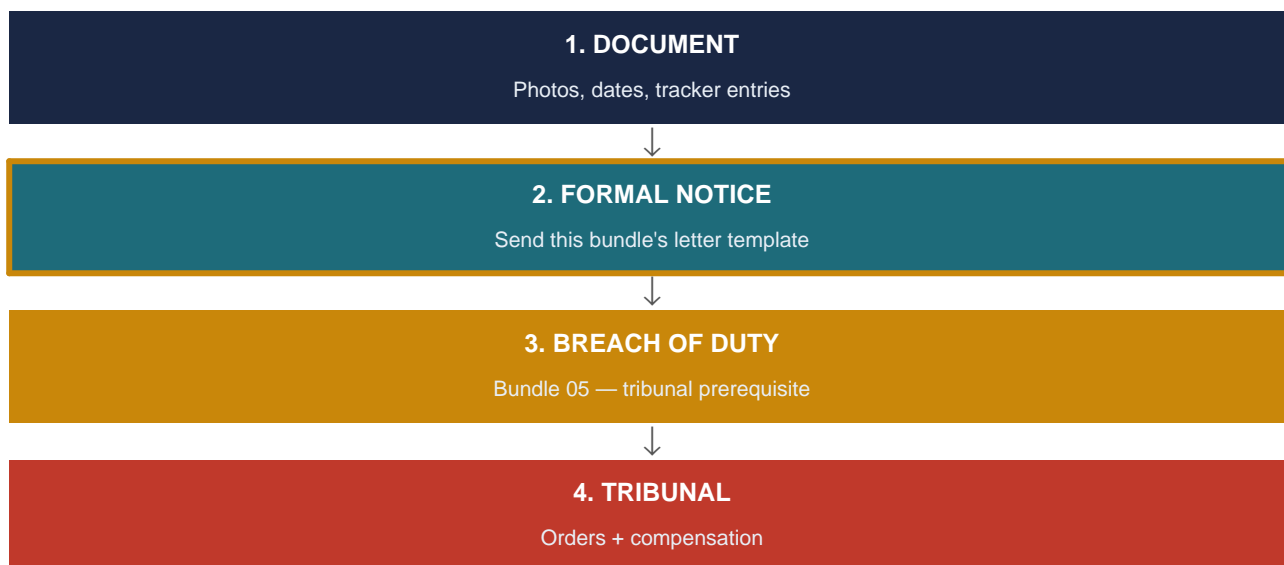 1. DOCUMENT
Photos, dates, tracker entries
2. FORMAL NOTICE
Send this bundle's letter template
3. BREACH OF DUTY
Bundle 05 — tribunal prerequisite
4. TRIBUNAL
Orders + compensation